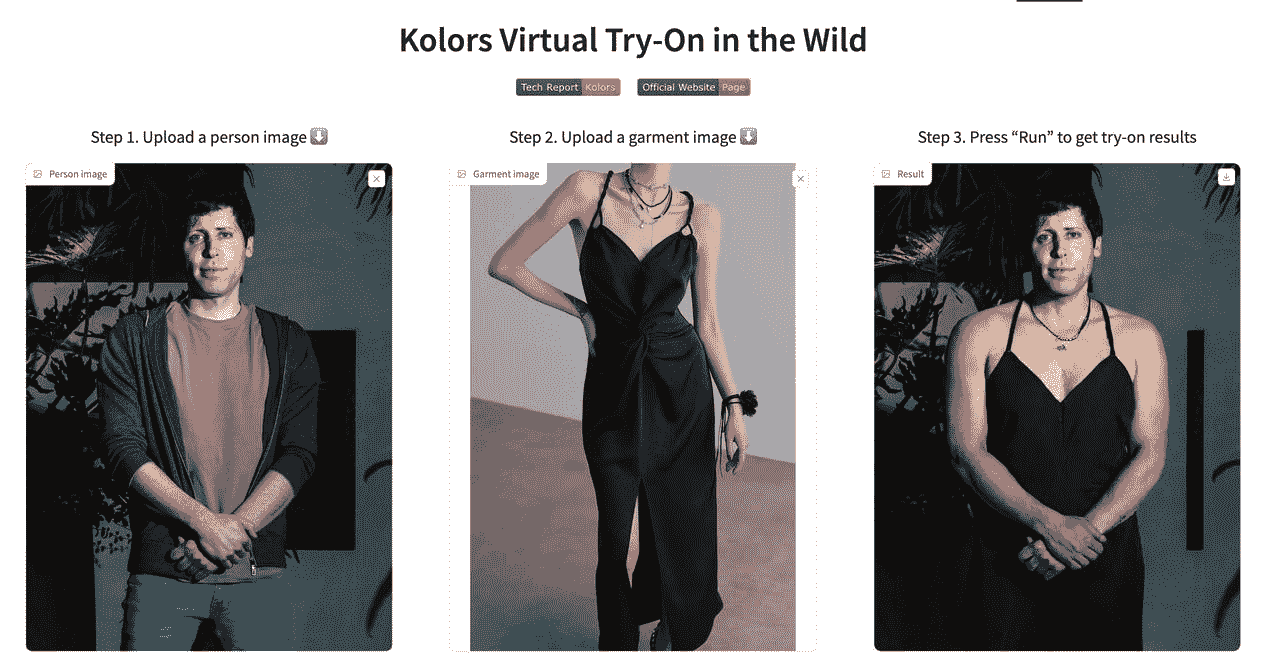 Kolors Virtual Try-On in the Wild
Tech Report Kolors
Official Website Page
Step 1. Upload a person image ⬇️
Step 2. Upload a garment image ⬇️
Step 3. Press “Run” to get try-on results
Person image
Garment image
Result